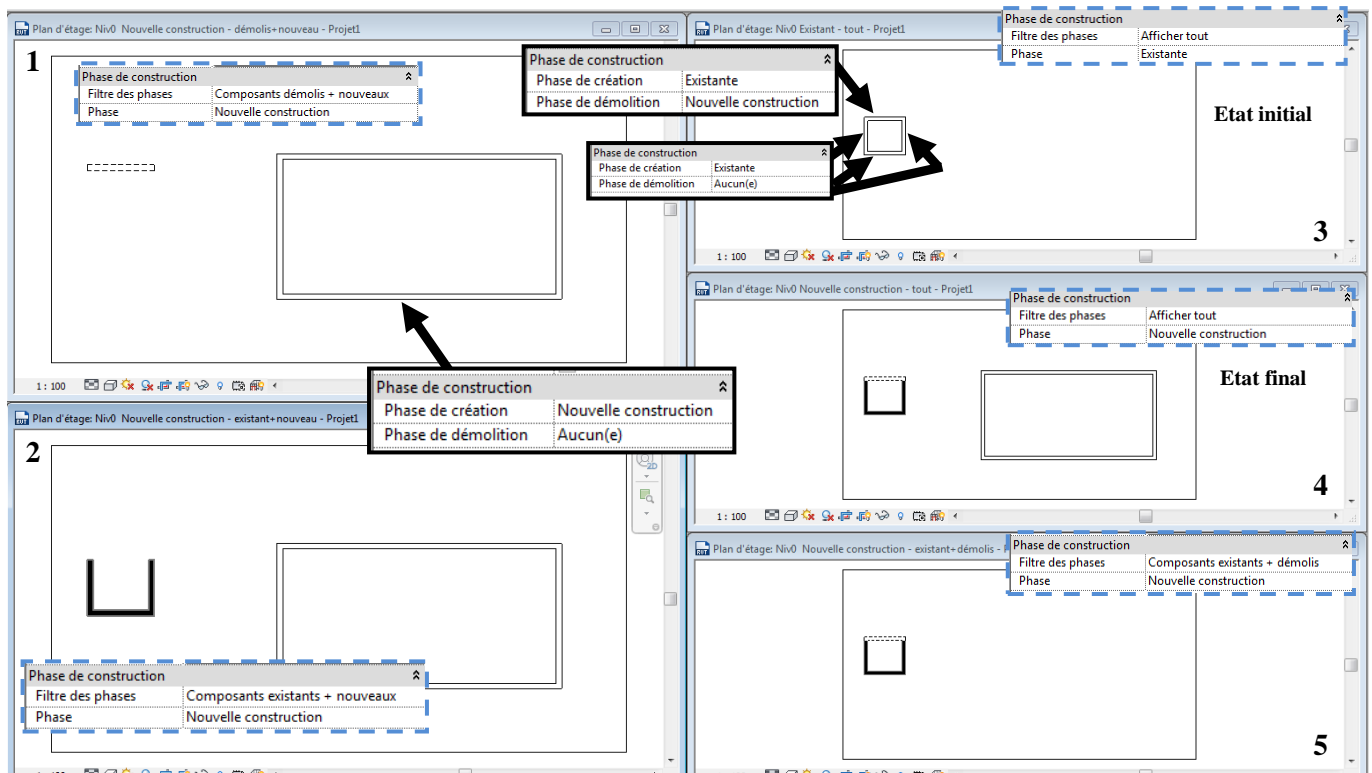 Plan d'étage: Niv0 Nouvelle construction - démolis+nouveau - Projet1
1
Phase de construction
Filtre des phases Composants démolis + nouveaux
Phase Nouvelle construction
1 : 100
Phase de construction
Phase de création Existante
Phase de démolition Nouvelle construction
Phase de construction
Phase de création Existante
Phase de démolition Aucun(e)
Phase de construction
Phase de création Nouvelle construction
Phase de démolition Aucun(e)
Plan d'étage: Niv0 Nouvelle construction - existant+nouveau - Projet1
2
2D
Phase de construction
Filtre des phases Composants existants + nouveaux
Phase Nouvelle construction
Plan d'étage: Niv0 Existant - tout - Projet1
Phase de construction
Filtre des phases Afficher tout
Phase Existante
Etat initial
3
1 : 100
Plan d'étage: Niv0 Nouvelle construction - tout - Projet1
Phase de construction
Filtre des phases Afficher tout
Phase Nouvelle construction
Etat final
4
1 : 100
Plan d'étage: Niv0 Nouvelle construction - existant+démolis -
Phase de construction
Filtre des phases Composants existants + démolis
Phase Nouvelle construction
5